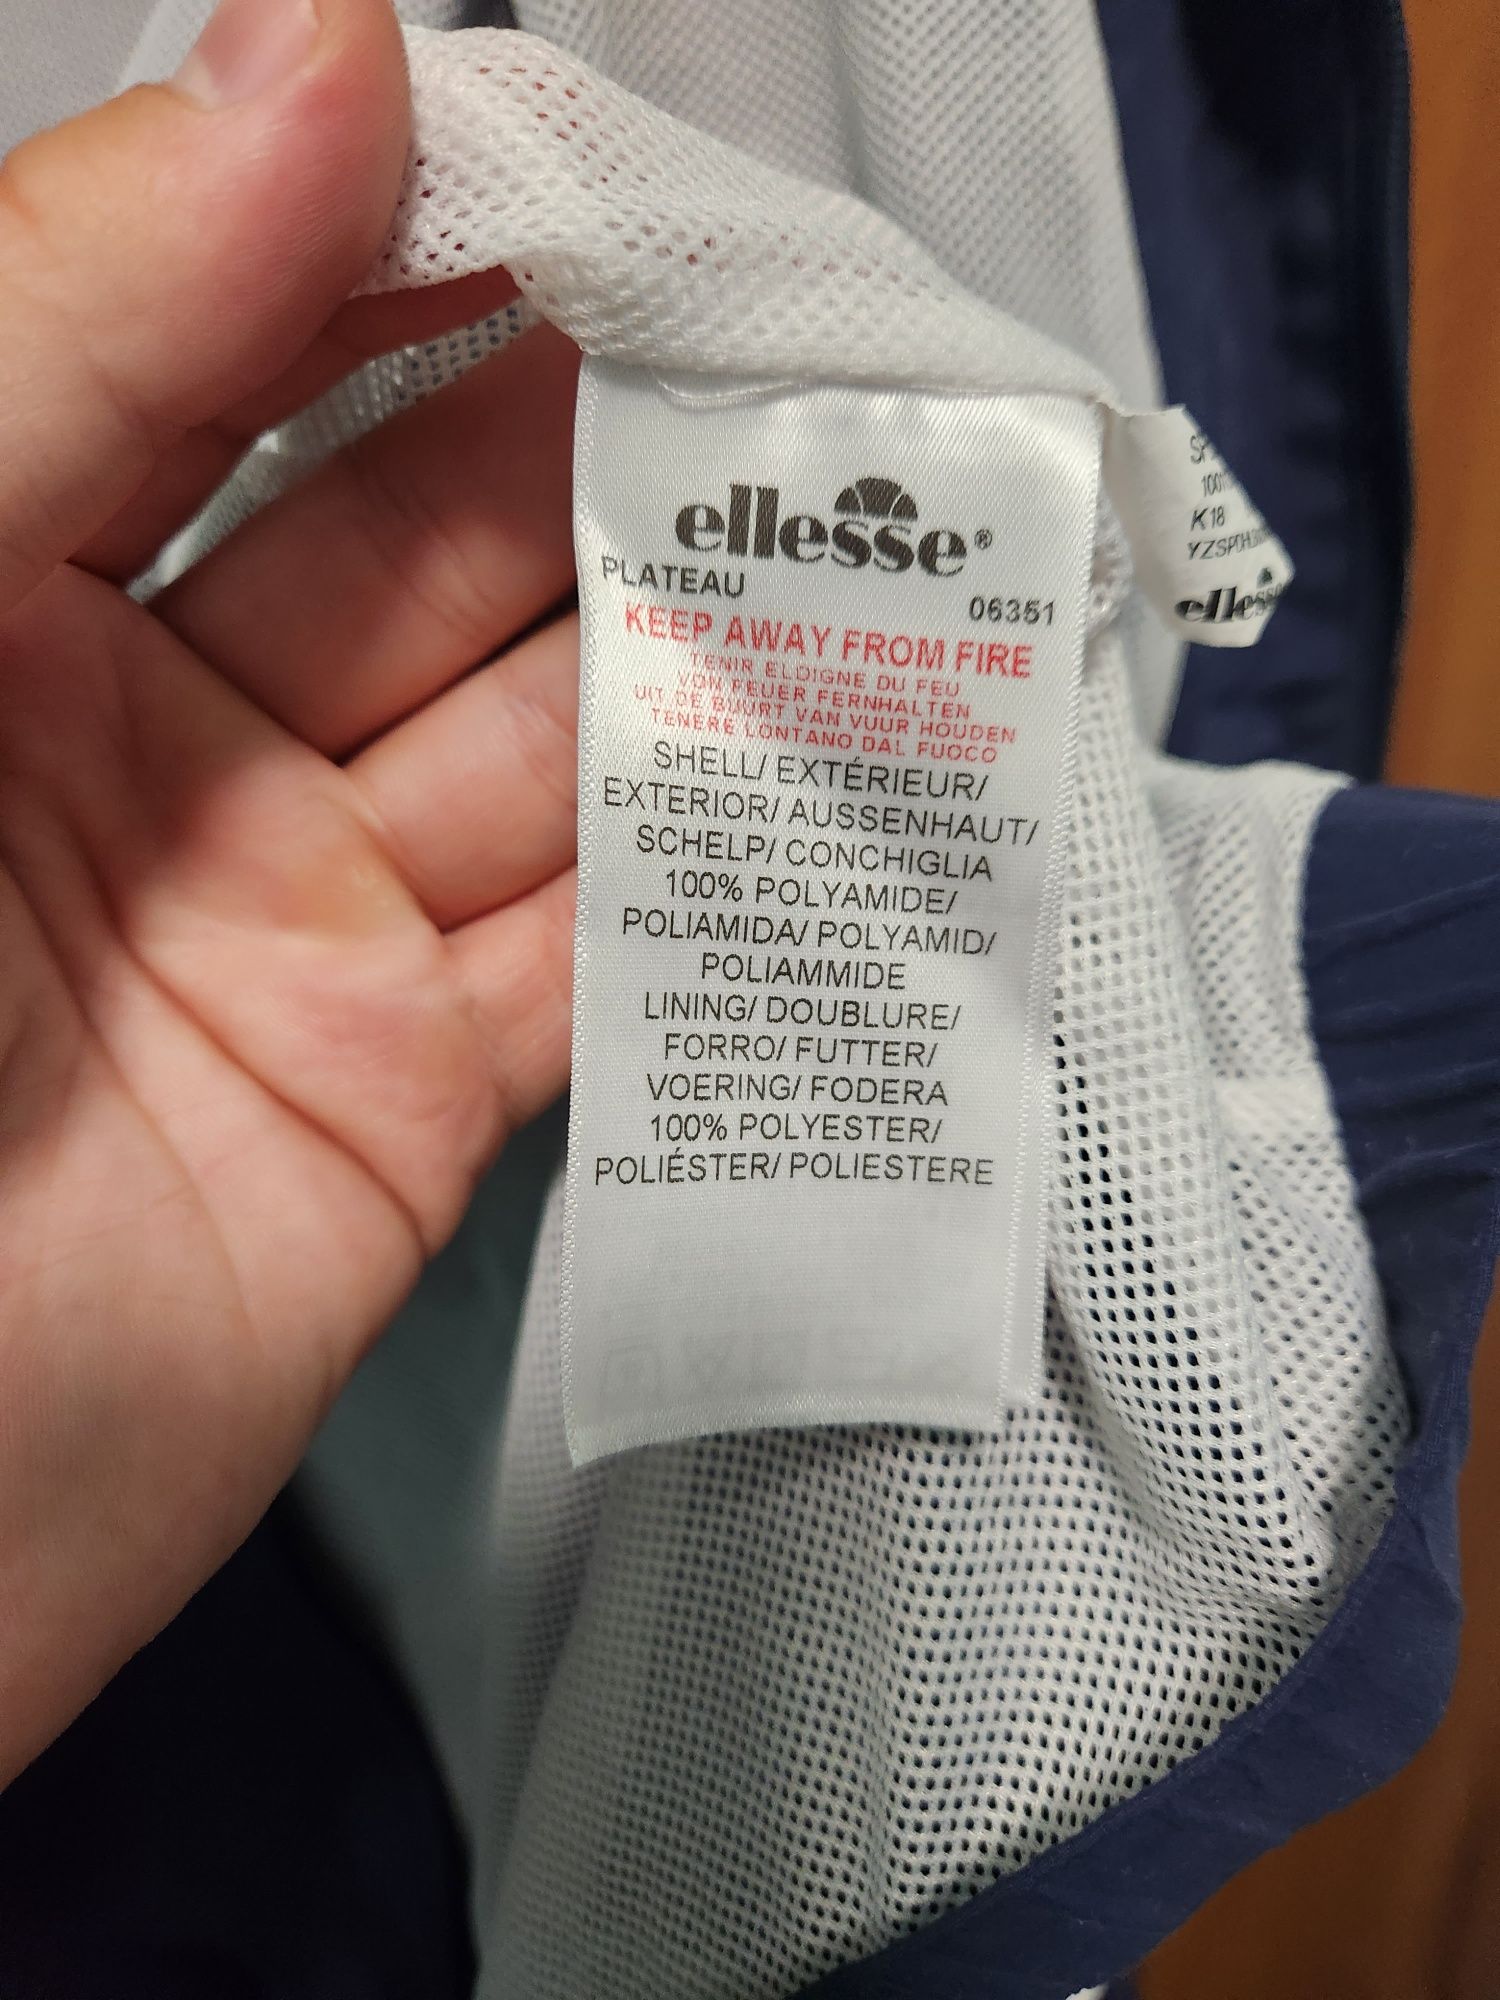 ellesse®
PLATEAU
06351
KEEP AWAY FROM FIRE
TENIR ELOIGNE DU FEU
VON FEUER FERNHALTEN
UIT DE BUURT VAN VUUR HOUDEN
TENERE LONTANO DAL FUOCO
SHELL/ EXTÉRIEUR/
EXTERIOR/ AUSSENHAUT/
SCHELP/ CONCHIGLIA
100% POLYAMIDE/
POLIAMIDA/ POLYAMID/
POLIAMMIDE
LINING/ DOUBLURE/
FORRO/ FUTTER/
VOERING/ FODERA
100% POLYESTER/
POLIÉSTER/ POLIESTERE
K18
ellesse